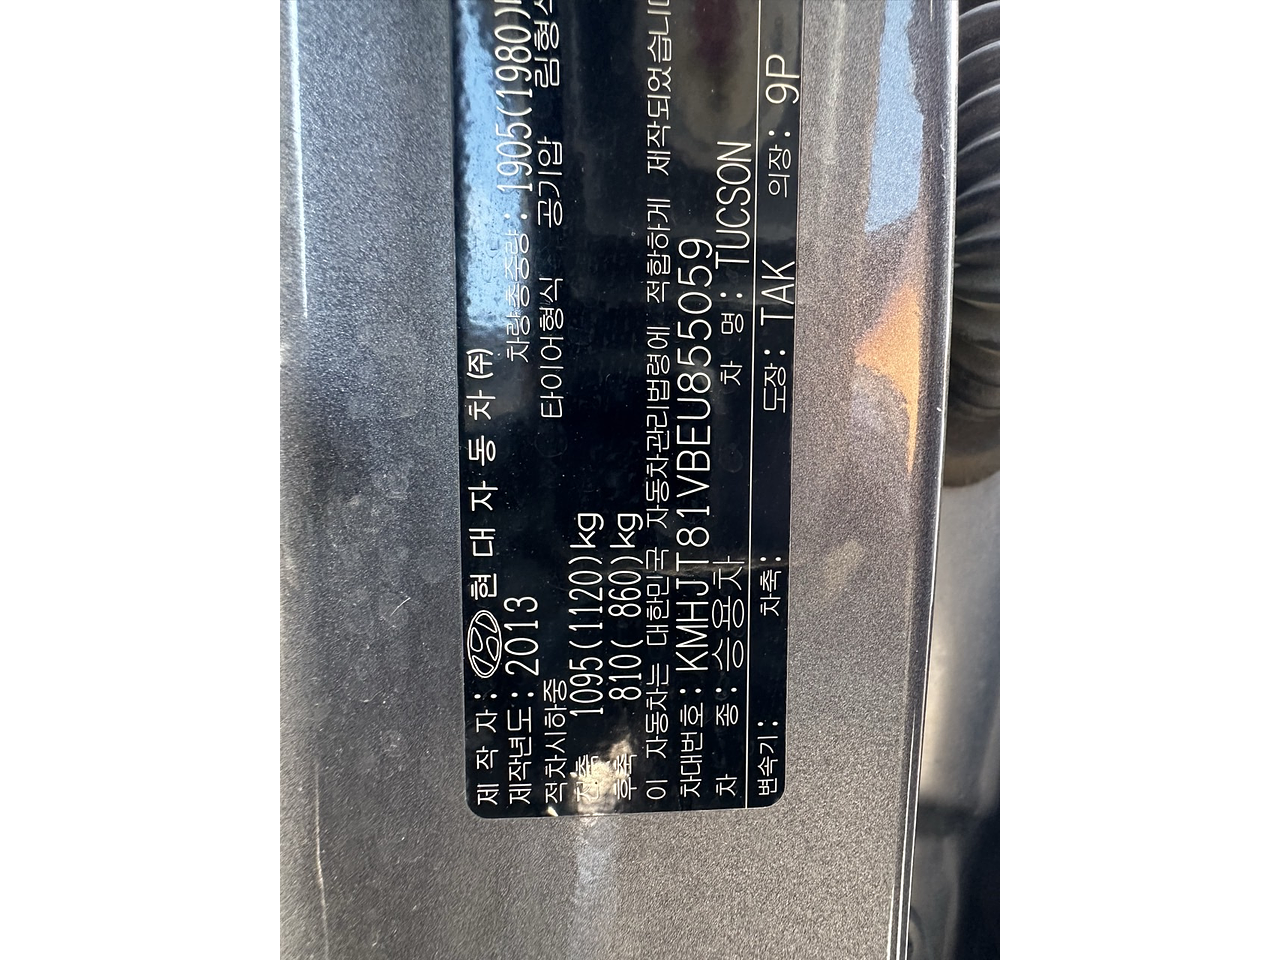 제 작 자 : 현 대 자 동 차 (주)
제작년도 : 2013 차량총중량 : 1905(1980)
적차시하중 타이어형식 공기압 림형식
전축 1095(1120)kg
후축 810( 860)kg
이 자동차는 대한민국 자동차관리법령에 적합하게 제작되었습니다
차대번호 : KMHJT81VBEU855059
차 종 : 승용차 차 명 : TUCSON
변속기 : 차축 : 도장 : TAK 의장 : 9P